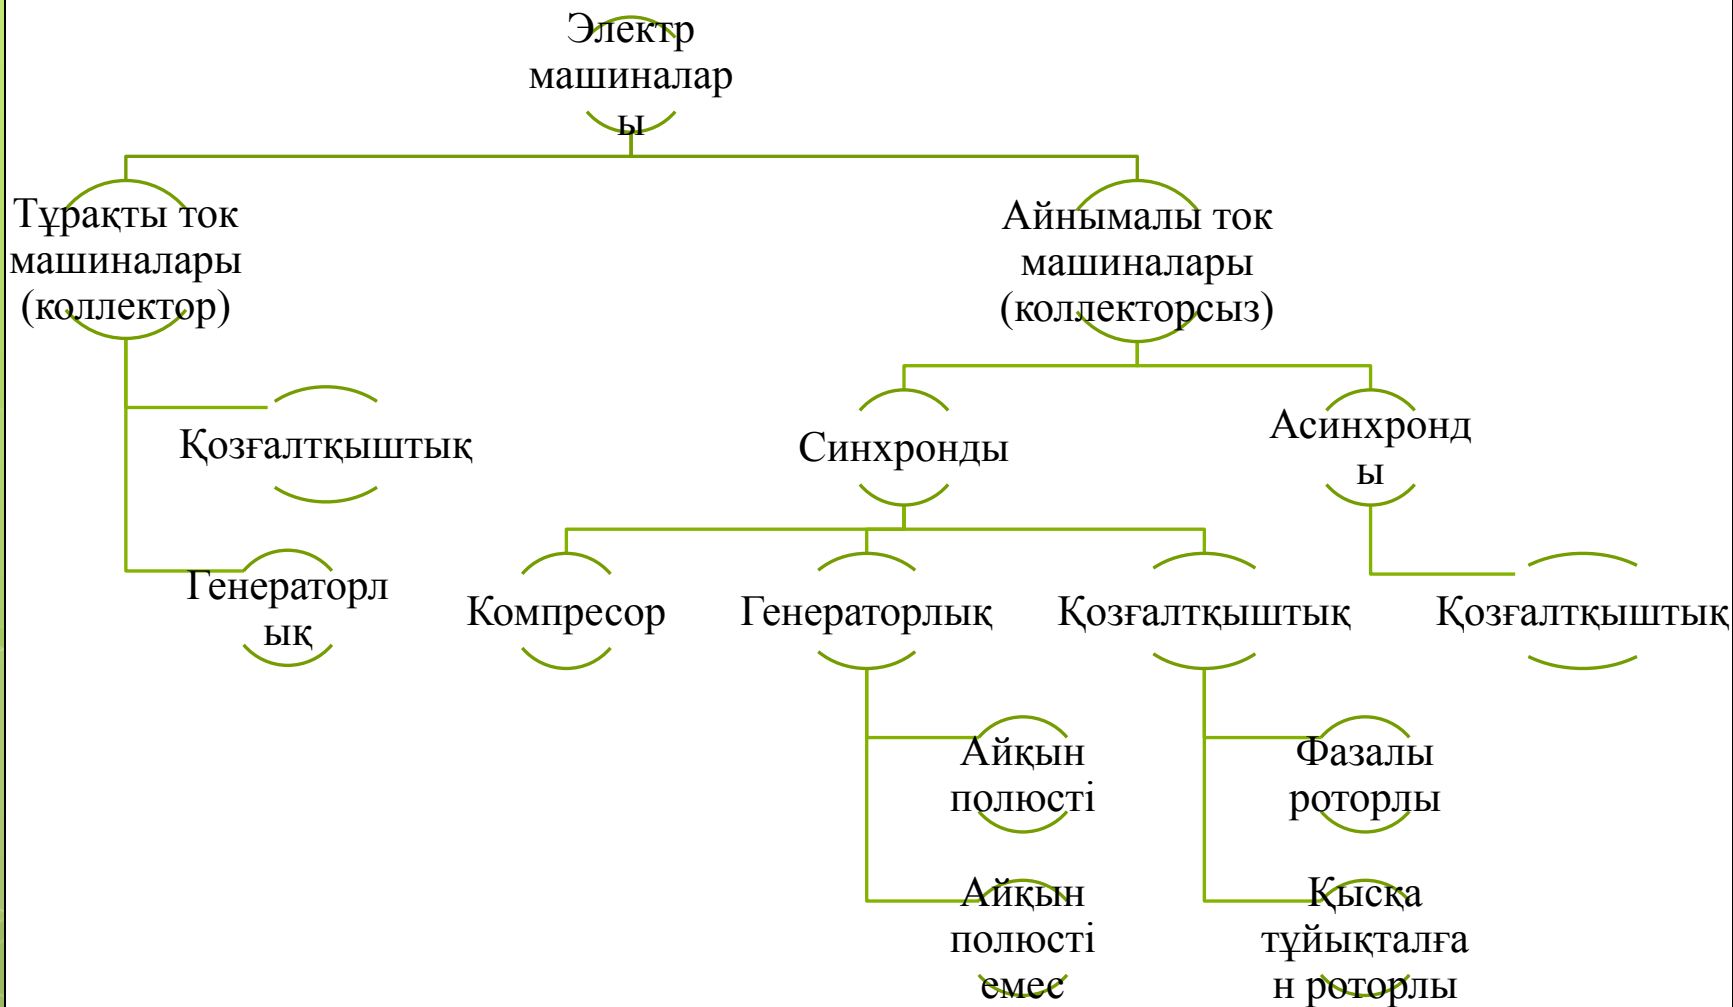 Электр
машиналар
ы
Тұрақты ток
машиналары
(коллектор)
Айнымалы ток
машиналары
(коллекторсыз)
Қозғалтқыштық
Синхронды
Асинхронд
ы
Генераторл
ық
Компресор
Генераторлық
Қозғалтқыштық
Қозғалтқыштық
Айқын
полюсті
Фазалы
роторлы
Айқын
полюсті
емес
Қысқа
тұйықталға
н роторлы